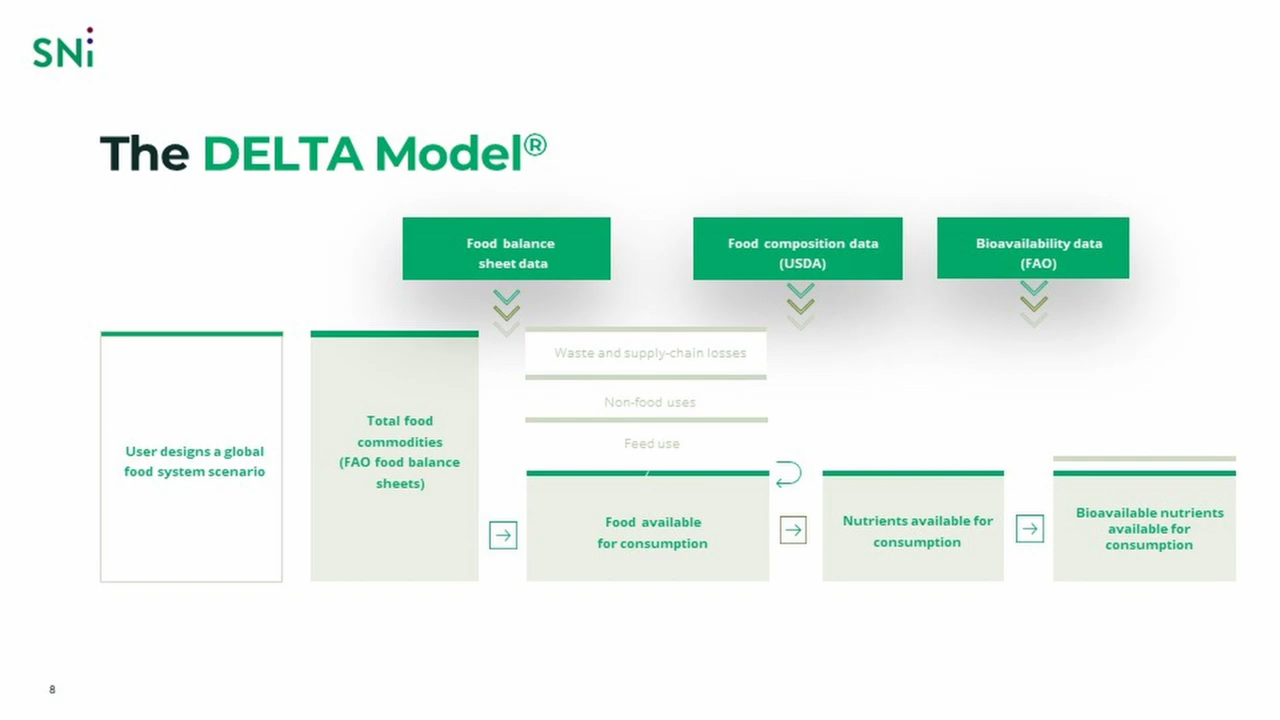 SNi
The DELTA Model®
Food balance
sheet data
Food composition data
(USDA)
Bioavailability data
(FAO)
User designs a global
food system scenario
Total food
commodities
(FAO food balance
sheets)
Waste and supply-chain losses
Non-food uses
Feed use
Food available
for consumption
Nutrients available for
consumption
Bioavailable nutrients
available for
consumption
8